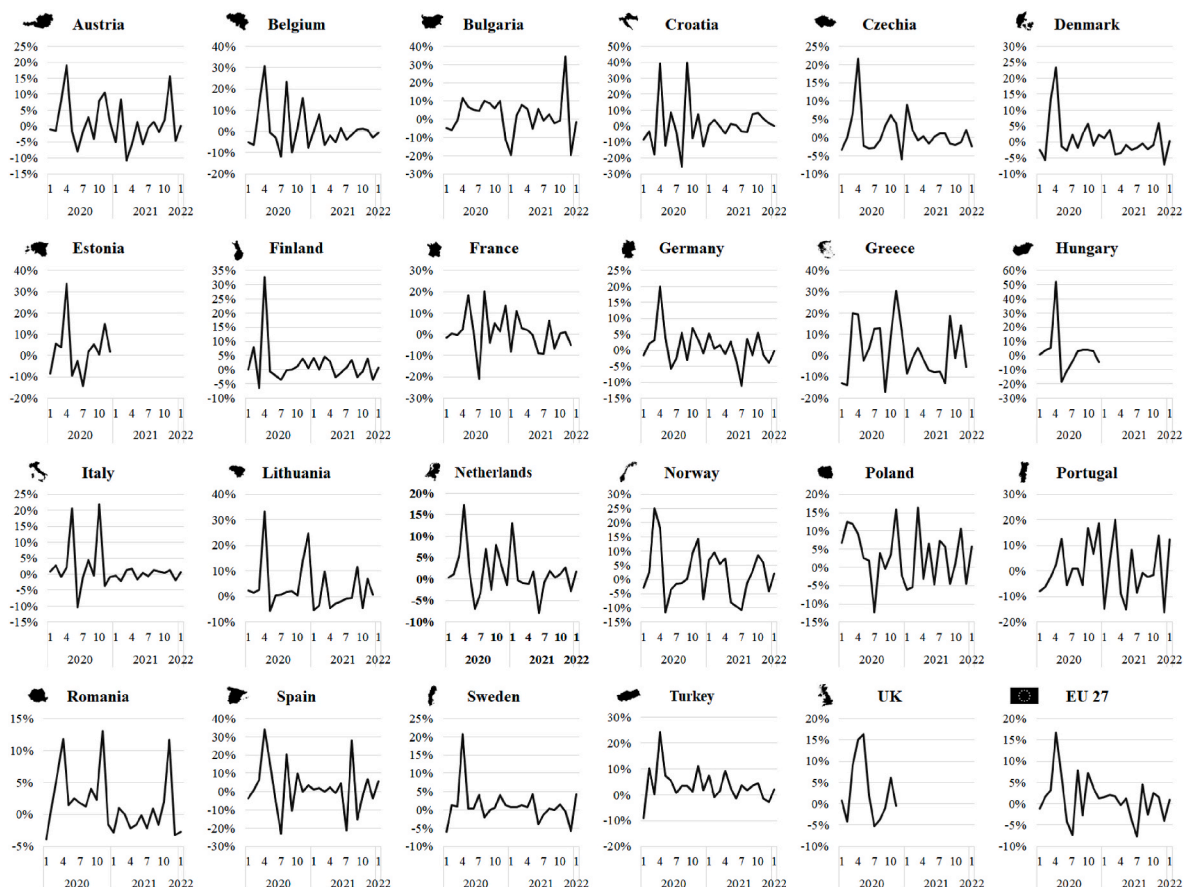 Austria
25%
20%
15%
10%
5%
0%
-5%
-10%
-15%
1 4 7 10 1 4 7 10 1
2020 2021 2022
Belgium
40%
30%
20%
10%
0%
-10%
-20%
1 4 7 10 1 4 7 10 1
2020 2021 2022
Bulgaria
40%
30%
20%
10%
0%
-10%
-20%
-30%
1 4 7 10 1 4 7 10 1
2020 2021 2022
Croatia
50%
40%
30%
20%
10%
0%
-10%
-20%
-30%
1 4 7 10 1 4 7 10 1
2020 2021 2022
Czechia
25%
20%
15%
10%
5%
0%
-5%
-10%
1 4 7 10 1 4 7 10 1
2020 2021 2022
Denmark
30%
25%
20%
15%
10%
5%
0%
-5%
-10%
1 4 7 10 1 4 7 10 1
2020 2021 2022
Estonia
40%
30%
20%
10%
0%
-10%
-20%
1 4 7 10 1 4 7 10 1
2020 2021 2022
Finland
35%
30%
25%
20%
15%
10%
5%
0%
-5%
-10%
1 4 7 10 1 4 7 10 1
2020 2021 2022
France
30%
20%
10%
0%
-10%
-20%
-30%
1 4 7 10 1 4 7 10 1
2020 2021 2022
Germany
25%
20%
15%
10%
5%
0%
-5%
-10%
-15%
1 4 7 10 1 4 7 10 1
2020 2021 2022
Greece
40%
30%
20%
10%
0%
-10%
-20%
1 4 7 10 1 4 7 10 1
2020 2021 2022
Hungary
60%
50%
40%
30%
20%
10%
0%
-10%
-20%
-30%
1 4 7 10 1 4 7 10 1
2020 2021 2022
Italy
25%
20%
15%
10%
5%
0%
-5%
-10%
-15%
1 4 7 10 1 4 7 10 1
2020 2021 2022
Lithuania
40%
30%
20%
10%
0%
-10%
1 4 7 10 1 4 7 10 1
2020 2021 2022
Netherlands
20%
15%
10%
5%
0%
-5%
-10%
1 4 7 10 1 4 7 10 1
2020 2021 2022
Norway
30%
25%
20%
15%
10%
5%
0%
-5%
-10%
-15%
1 4 7 10 1 4 7 10 1
2020 2021 2022
Poland
20%
15%
10%
5%
0%
-5%
-10%
-15%
1 4 7 10 1 4 7 10 1
2020 2021 2022
Portugal
30%
20%
10%
0%
-10%
-20%
1 4 7 10 1 4 7 10 1
2020 2021 2022
Romania
15%
10%
5%
0%
-5%
1 4 7 10 1 4 7 10 1
2020 2021 2022
Spain
40%
30%
20%
10%
0%
-10%
-20%
-30%
1 4 7 10 1 4 7 10 1
2020 2021 2022
Sweden
25%
20%
15%
10%
5%
0%
-5%
-10%
1 4 7 10 1 4 7 10 1
2020 2021 2022
Turkey
30%
20%
10%
0%
-10%
-20%
1 4 7 10 1 4 7 10 1
2020 2021 2022
UK
20%
15%
10%
5%
0%
-5%
-10%
1 4 7 10 1 4 7 10 1
2020 2021 2022
EU 27
20%
15%
10%
5%
0%
-5%
-10%
1 4 7 10 1 4 7 10 1
2020 2021 2022